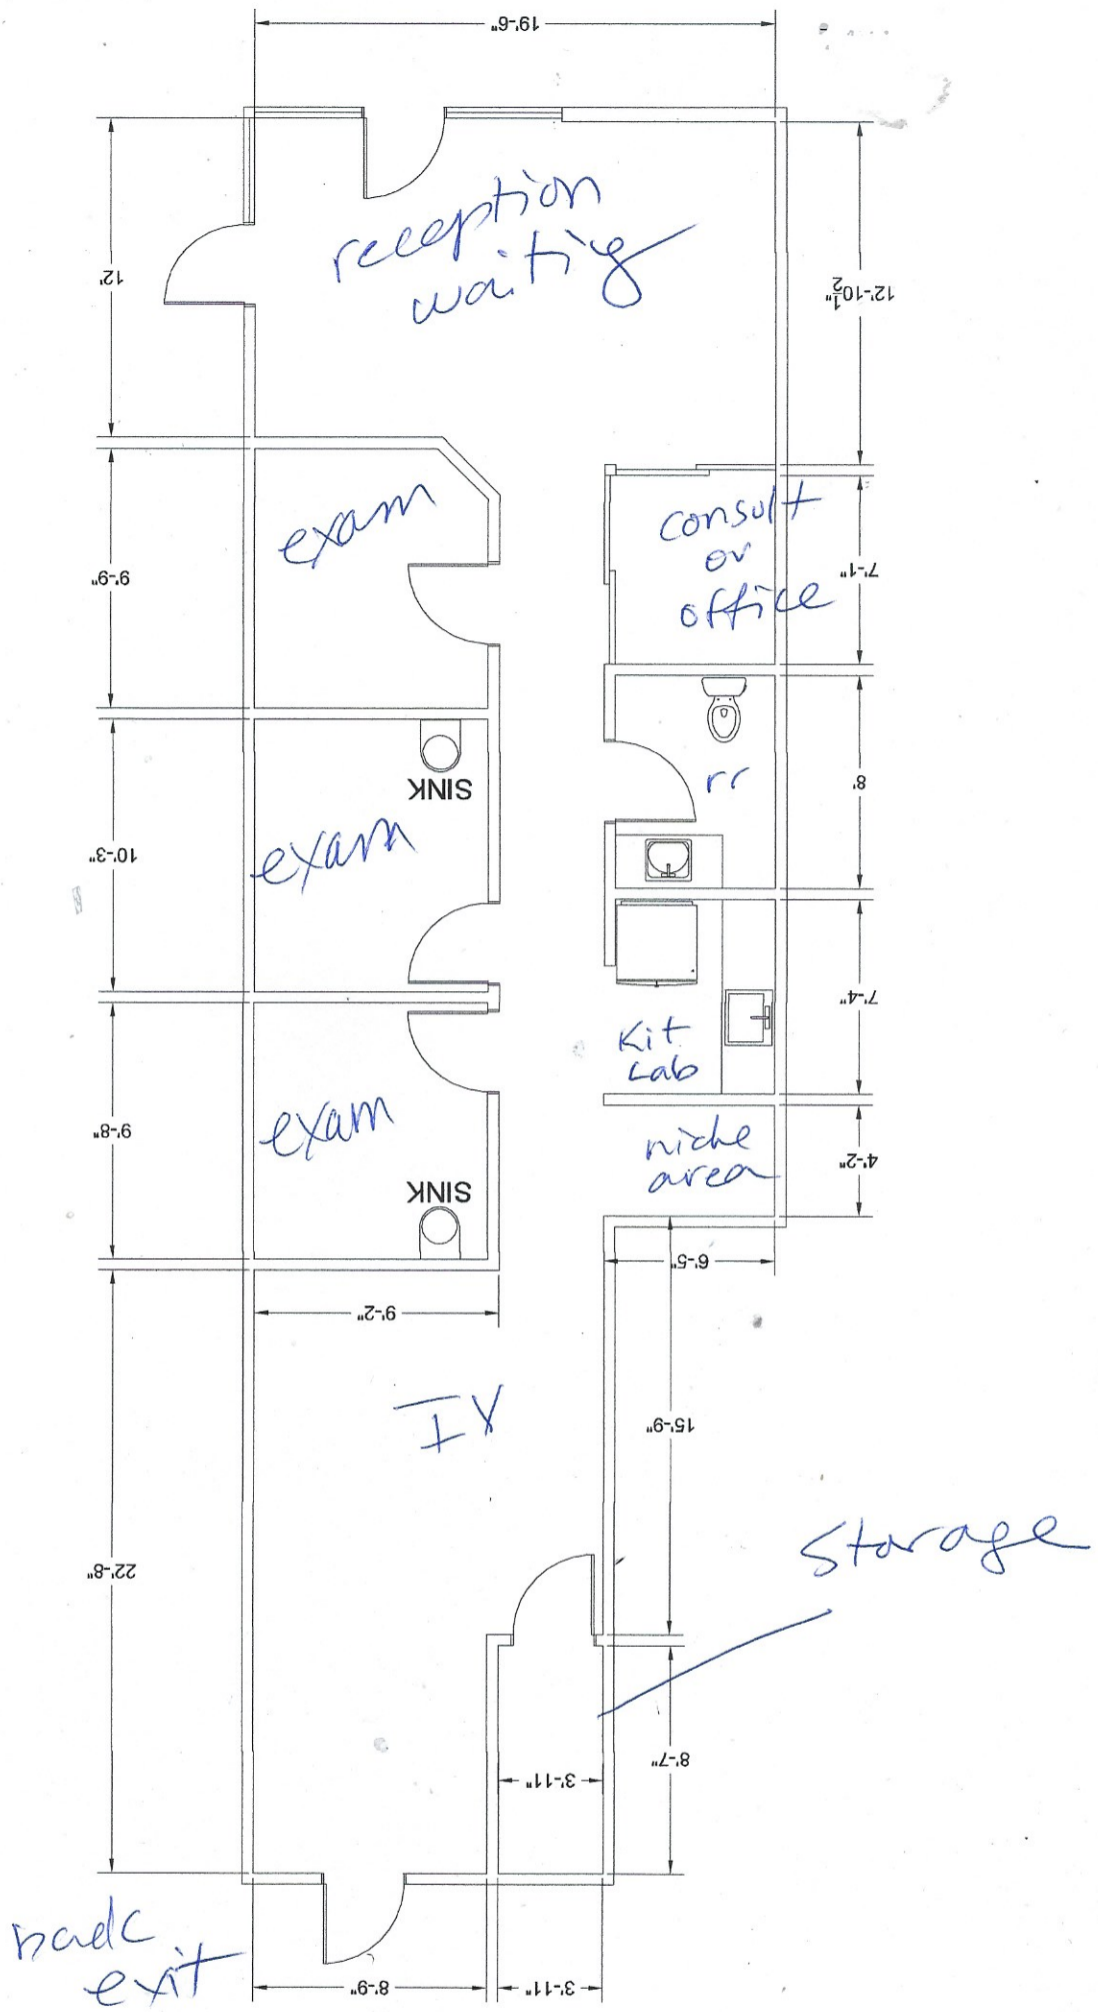 19'-6"
reception
waiting
12'
12'-10½"
exam
consult
or
office
9'-9"
7'-1"
SINK
rr
8'
exam
10'-3"
7'-4"
Kit
Lab
exam
9'-8"
niche
area
4'-2"
SINK
6'-5"
9'-2"
IV
15'-9"
storage
22'-8"
8'-7"
3'-11"
back
exit
8'-9"
3'-11"